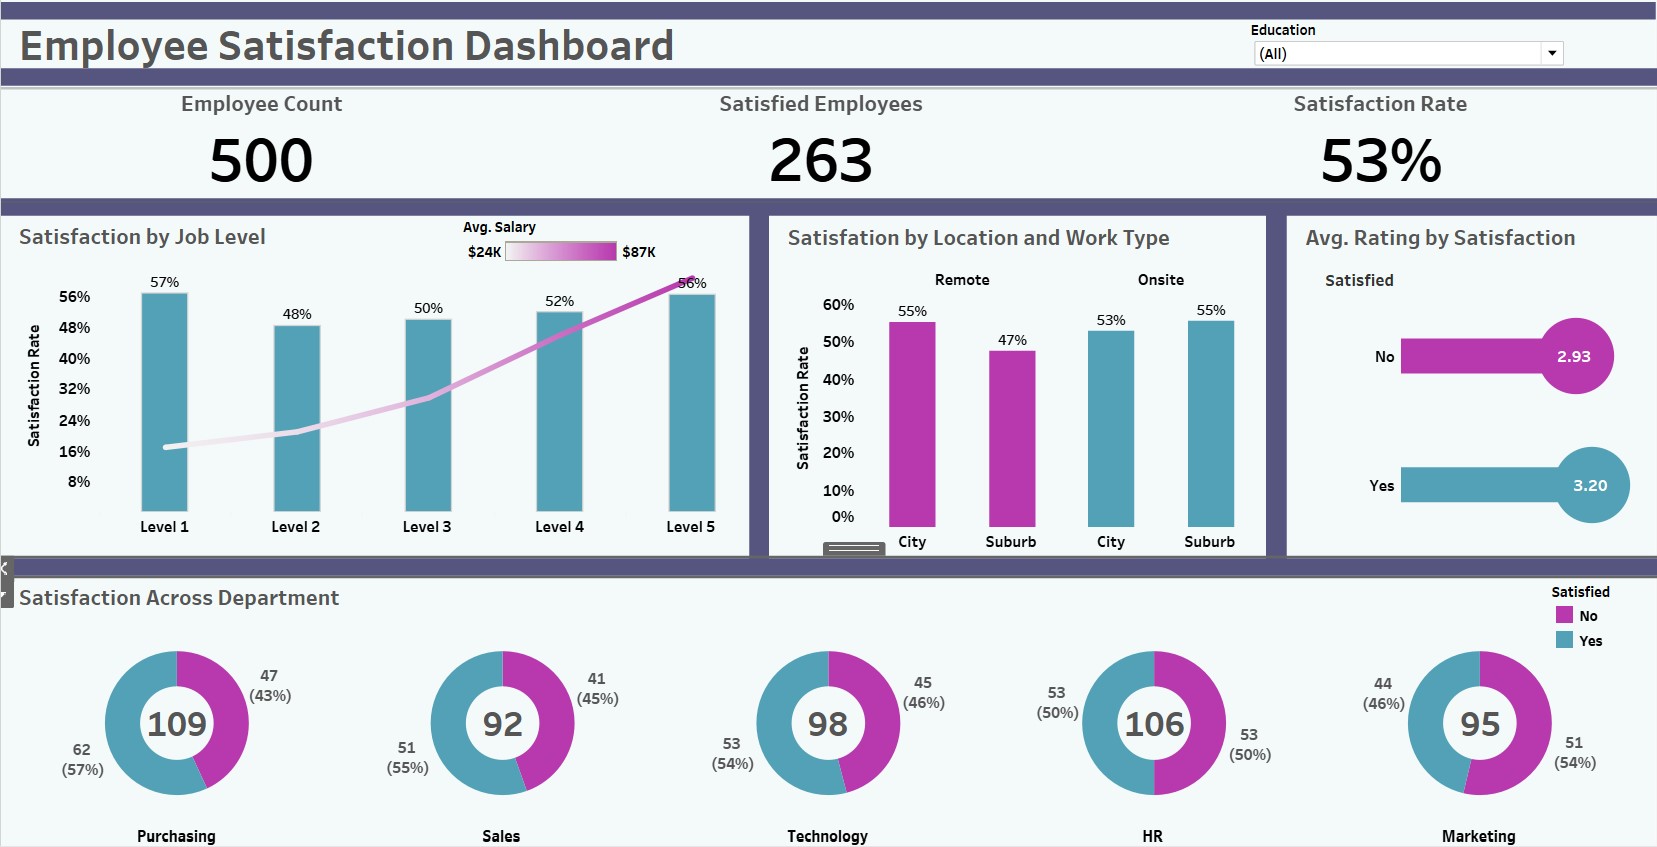 Employee Satisfaction Dashboard
Education
(All)
Employee Count
Satisfied Employees
Satisfaction Rate
500
263
53%
Satisfaction by Job Level
Avg. Salary
$24K
$87K
Satisfaction Rate
56%
48%
40%
32%
24%
16%
8%
57%
48%
50%
52%
56%
Level 1
Level 2
Level 3
Level 4
Level 5
Satisfation by Location and Work Type
Remote
Onsite
Satisfaction Rate
60%
50%
40%
30%
20%
10%
0%
55%
47%
53%
55%
City
Suburb
City
Suburb
Avg. Rating by Satisfaction
Satisfied
No
2.93
Yes
3.20
Satisfaction Across Department
Satisfied
No
Yes
47
(43%)
109
62
(57%)
Purchasing
41
(45%)
92
51
(55%)
Sales
45
(46%)
98
53
(54%)
Technology
53
(50%)
106
53
(50%)
HR
44
(46%)
95
51
(54%)
Marketing